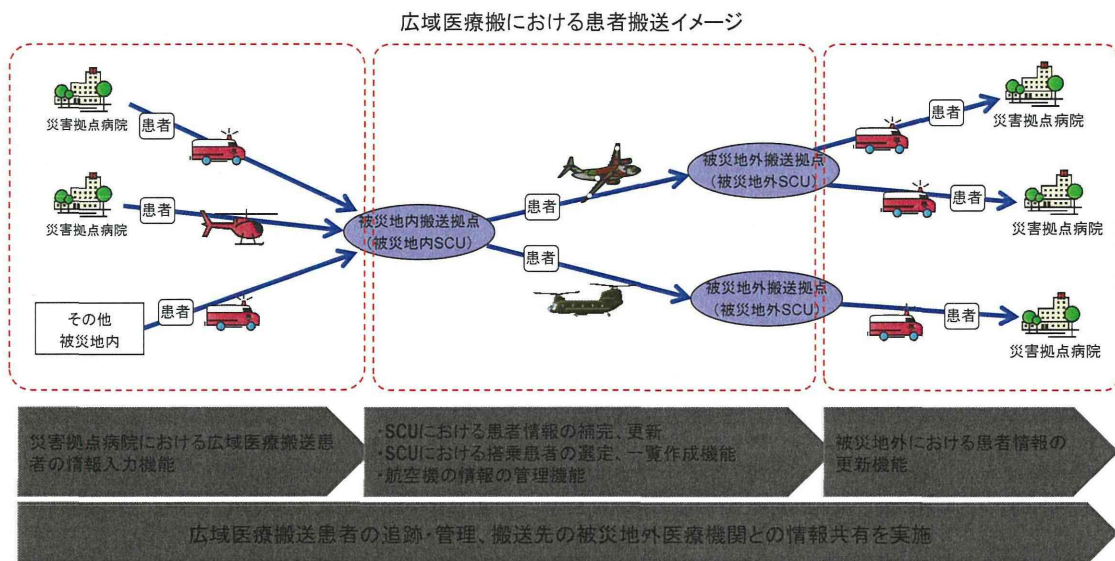 広域医療搬における患者搬送イメージ
災害拠点病院
患者
災害拠点病院
患者
その他
被災地内
患者
被災地内搬送拠点
(被災地内SCU)
患者
患者
被災地外搬送拠点
(被災地外SCU)
被災地外搬送拠点
(被災地外SCU)
患者
患者
患者
災害拠点病院
災害拠点病院
災害拠点病院
災害拠点病院における広域医療搬送患
者の情報入力機能
・SCUにおける患者情報の補完、更新
・SCUにおける搭乗患者の選定、一覧作成機能
・航空機の情報の管理機能
被災地外における患者情報の
更新機能
広域医療搬送患者の追跡・管理、搬送先の被災地外医療機関との情報共有を実施